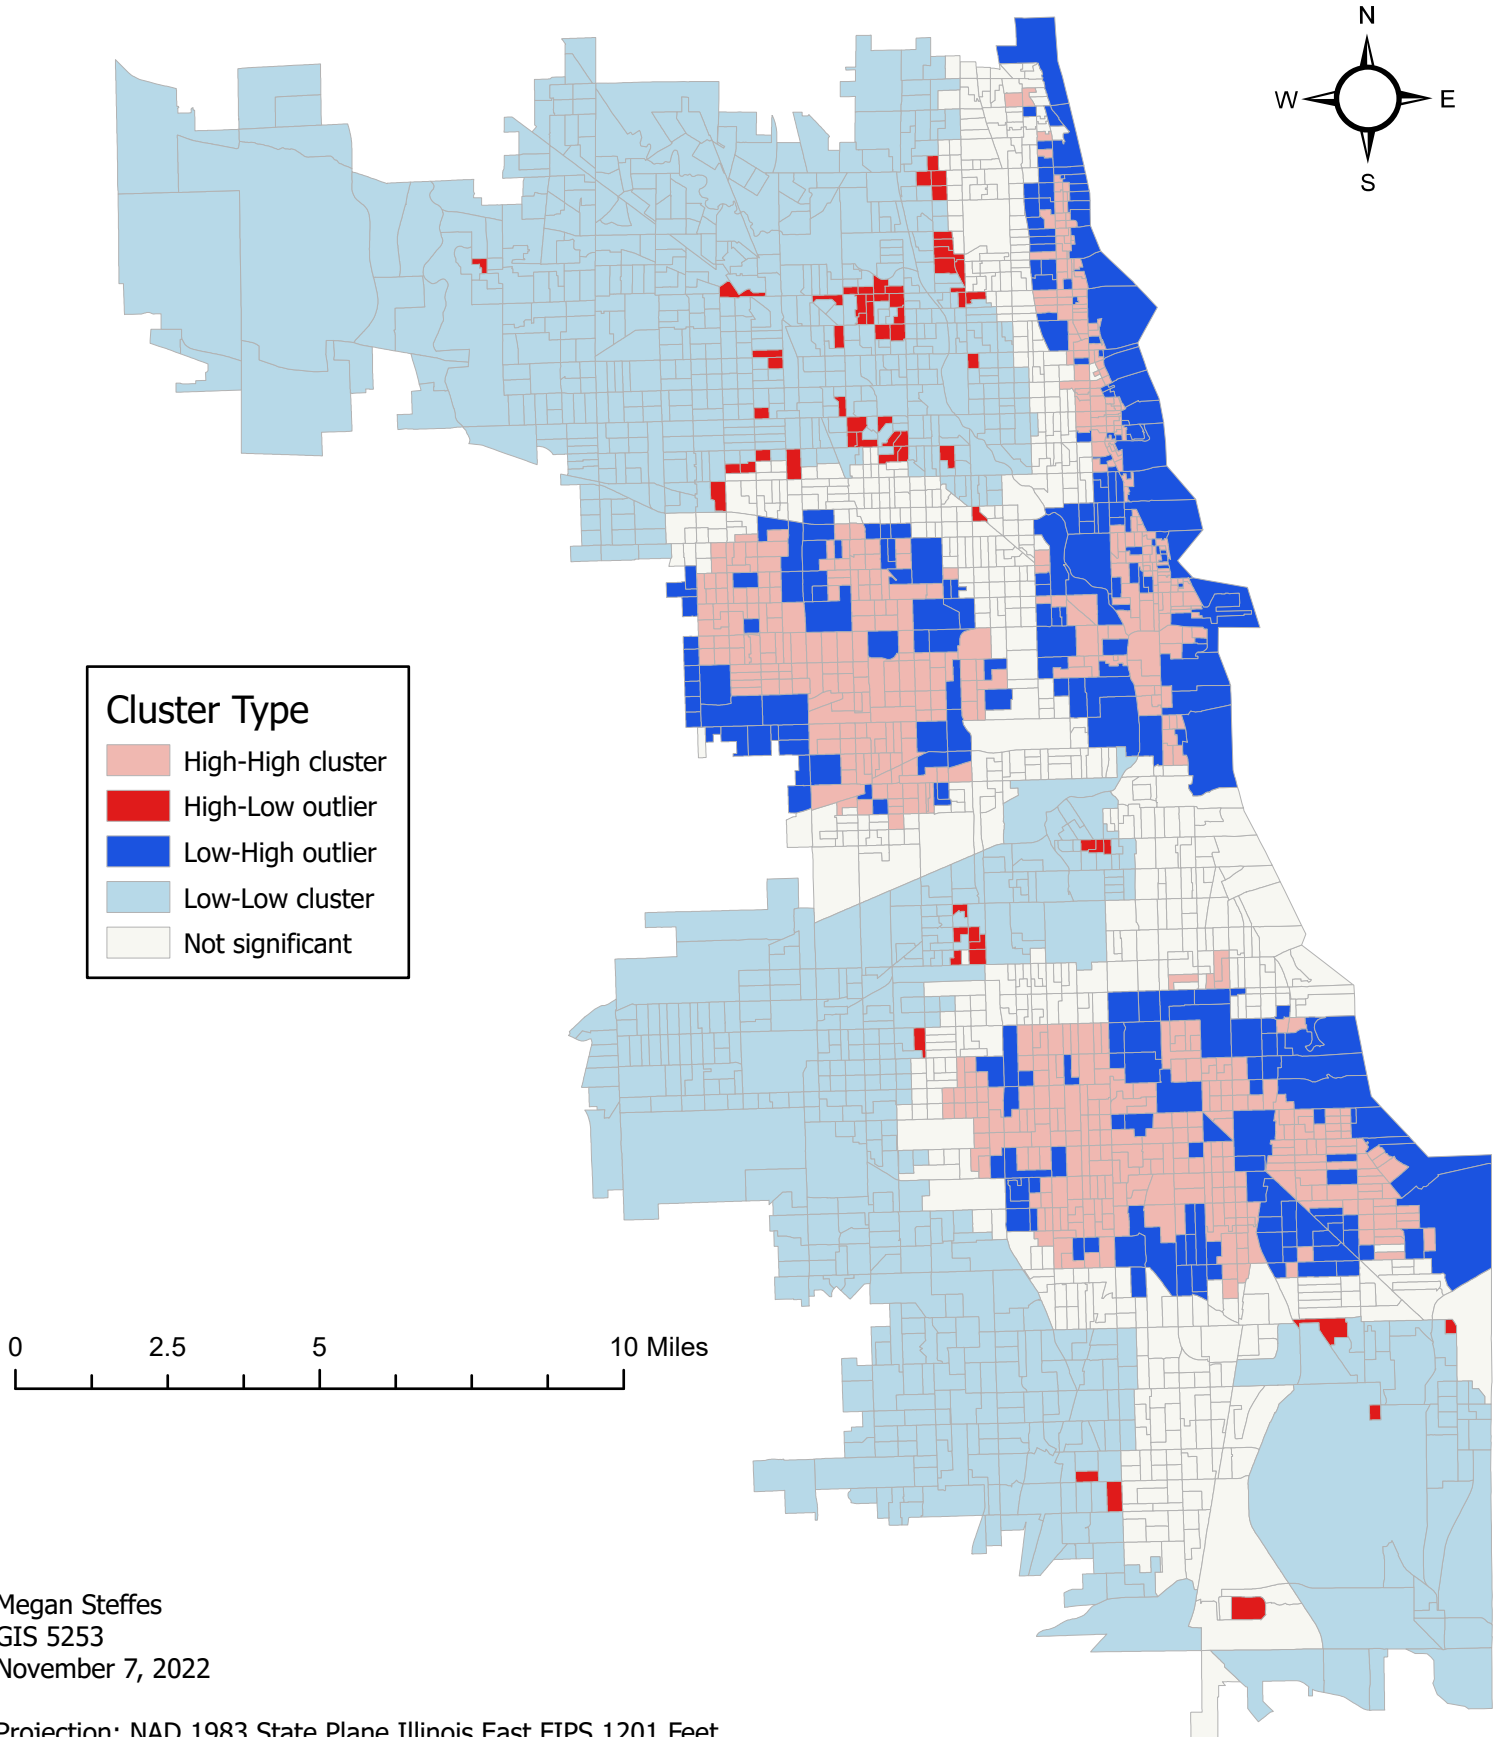 N
W E
S
Cluster Type
High-High cluster
High-Low outlier
Low-High outlier
Low-Low cluster
Not significant
0 2.5 5 10 Miles
Megan Steffes
GIS 5253
November 7, 2022
Projection: NAD 1983 State Plane Illinois East FIPS 1201 Feet